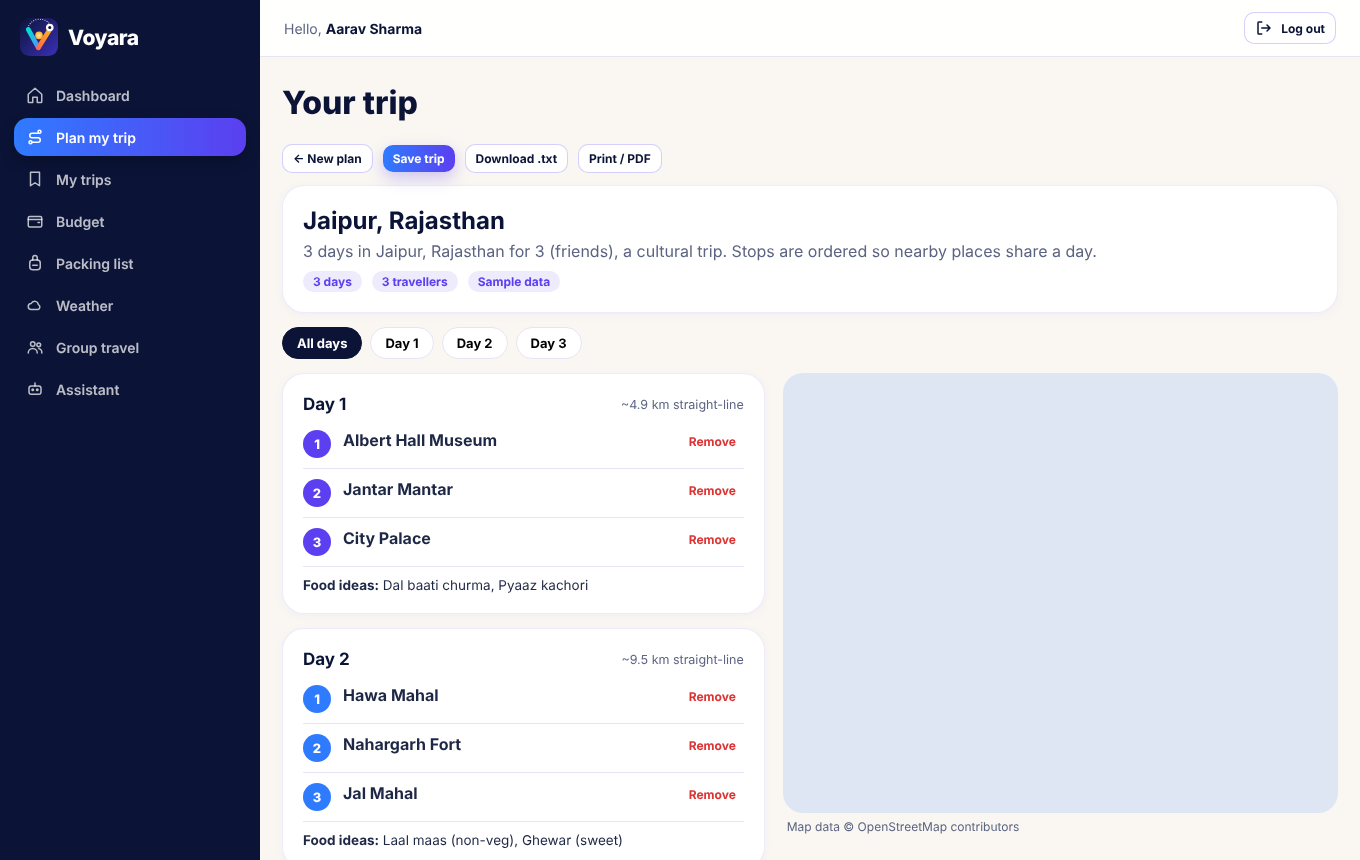 Voyara
Dashboard
Plan my trip
My trips
Budget
Packing list
Weather
Group travel
Assistant
Hello, Aarav Sharma
Log out
Your trip
← New plan
Save trip
Download .txt
Print / PDF
Jaipur, Rajasthan
3 days in Jaipur, Rajasthan for 3 (friends), a cultural trip. Stops are ordered so nearby places share a day.
3 days
3 travellers
Sample data
All days
Day 1
Day 2
Day 3
Day 1
~4.9 km straight-line
1 Albert Hall Museum Remove
2 Jantar Mantar Remove
3 City Palace Remove
Food ideas: Dal baati churma, Pyaaz kachori
Day 2
~9.5 km straight-line
1 Hawa Mahal Remove
2 Nahargarh Fort Remove
3 Jal Mahal Remove
Food ideas: Laal maas (non-veg), Ghewar (sweet)
Map data © OpenStreetMap contributors